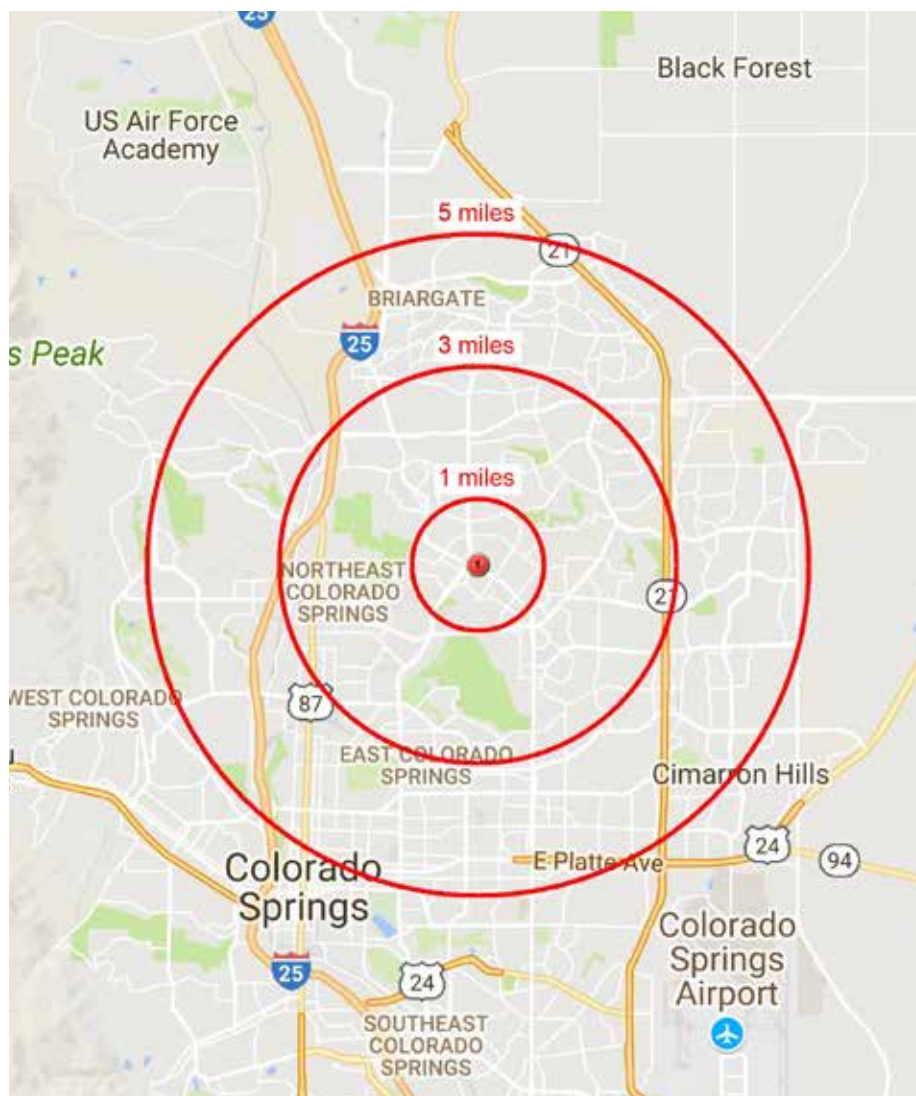 25
Black Forest
US Air Force
Academy
5 miles
21
BRIARGATE
25
3 miles
s Peak
1 miles
NORTHEAST
COLORADO
SPRINGS
21
WEST COLORADO
SPRINGS
87
EAST COLORADO
SPRINGS
Cimarron Hills
24
E Platte Ave
94
Colorado
Springs
Colorado
Springs
Airport
25
24
SOUTHEAST
COLORADO
SPRINGS